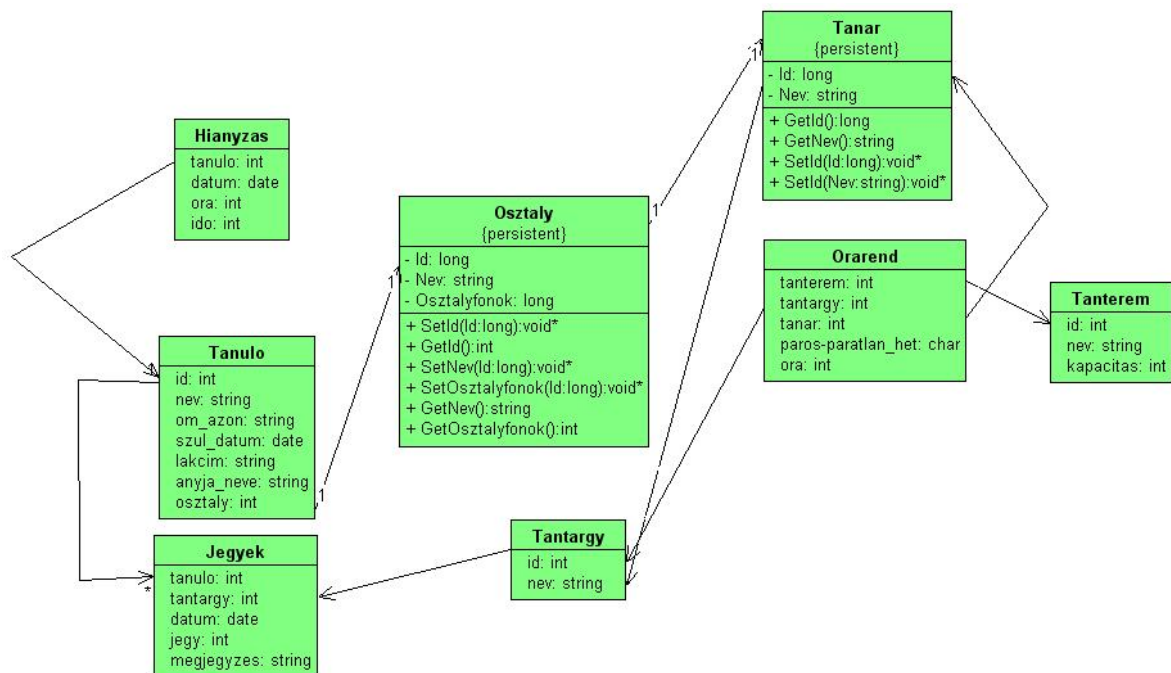 Tanar
{persistent}
- Id: long
- Nev: string
+ GetId():long
+ GetNev():string
+ SetId(Id:long):void*
+ SetId(Nev:string):void*
Hianyzas
tanulo: int
datum: date
ora: int
ido: int
Osztaly
{persistent}
- Id: long
- Nev: string
- Osztalyfonok: long
+ SetId(Id:long):void*
+ GetId():int
+ SetNev(Id:long):void*
+ SetOsztalyfonok(Id:long):void*
+ GetNev():string
+ GetOsztalyfonok():int
1
1
Orarend
tanterem: int
tantargy: int
tanar: int
paros-paratlan_het: char
ora: int
Tanterem
id: int
nev: string
kapacitas: int
Tanulo
id: int
nev: string
om_azon: string
szul_datum: date
lakcim: string
anyja_neve: string
osztaly: int
1
1
Tantargy
id: int
nev: string
Jegyek
tanulo: int
tantargy: int
datum: date
jegy: int
megjegyzes: string
*